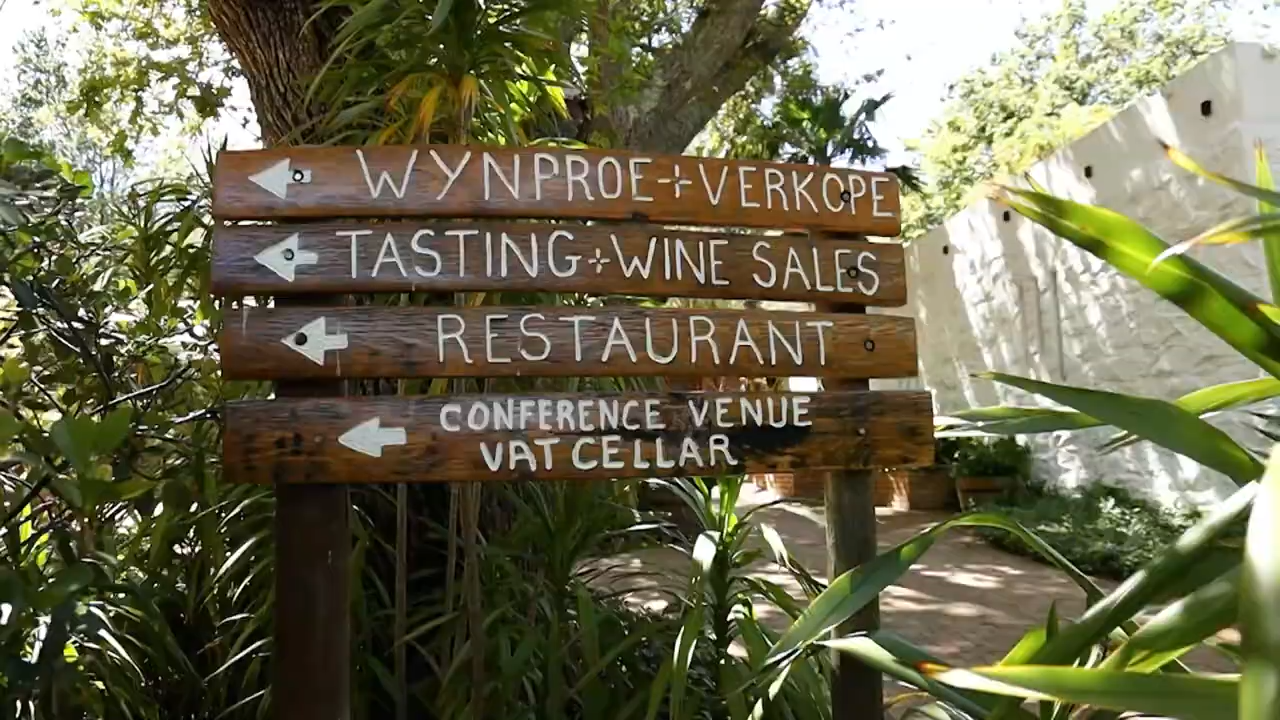 WYNPROE+VERKOPE
TASTING+WINE SALES
RESTAURANT
CONFERENCE VENUE
VAT CELLAR